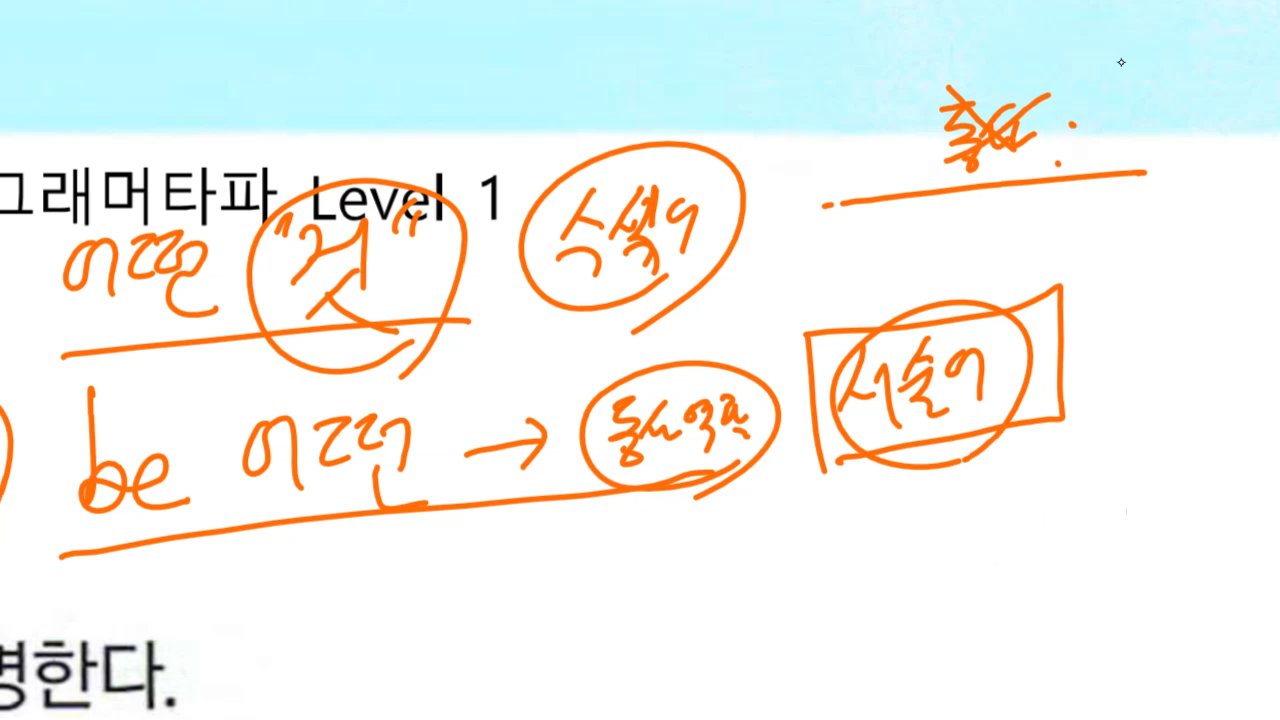 그래머타파 Level 1
어떤 "것" 수식어
be 어떤 → 동사역할 서술어
명한다.